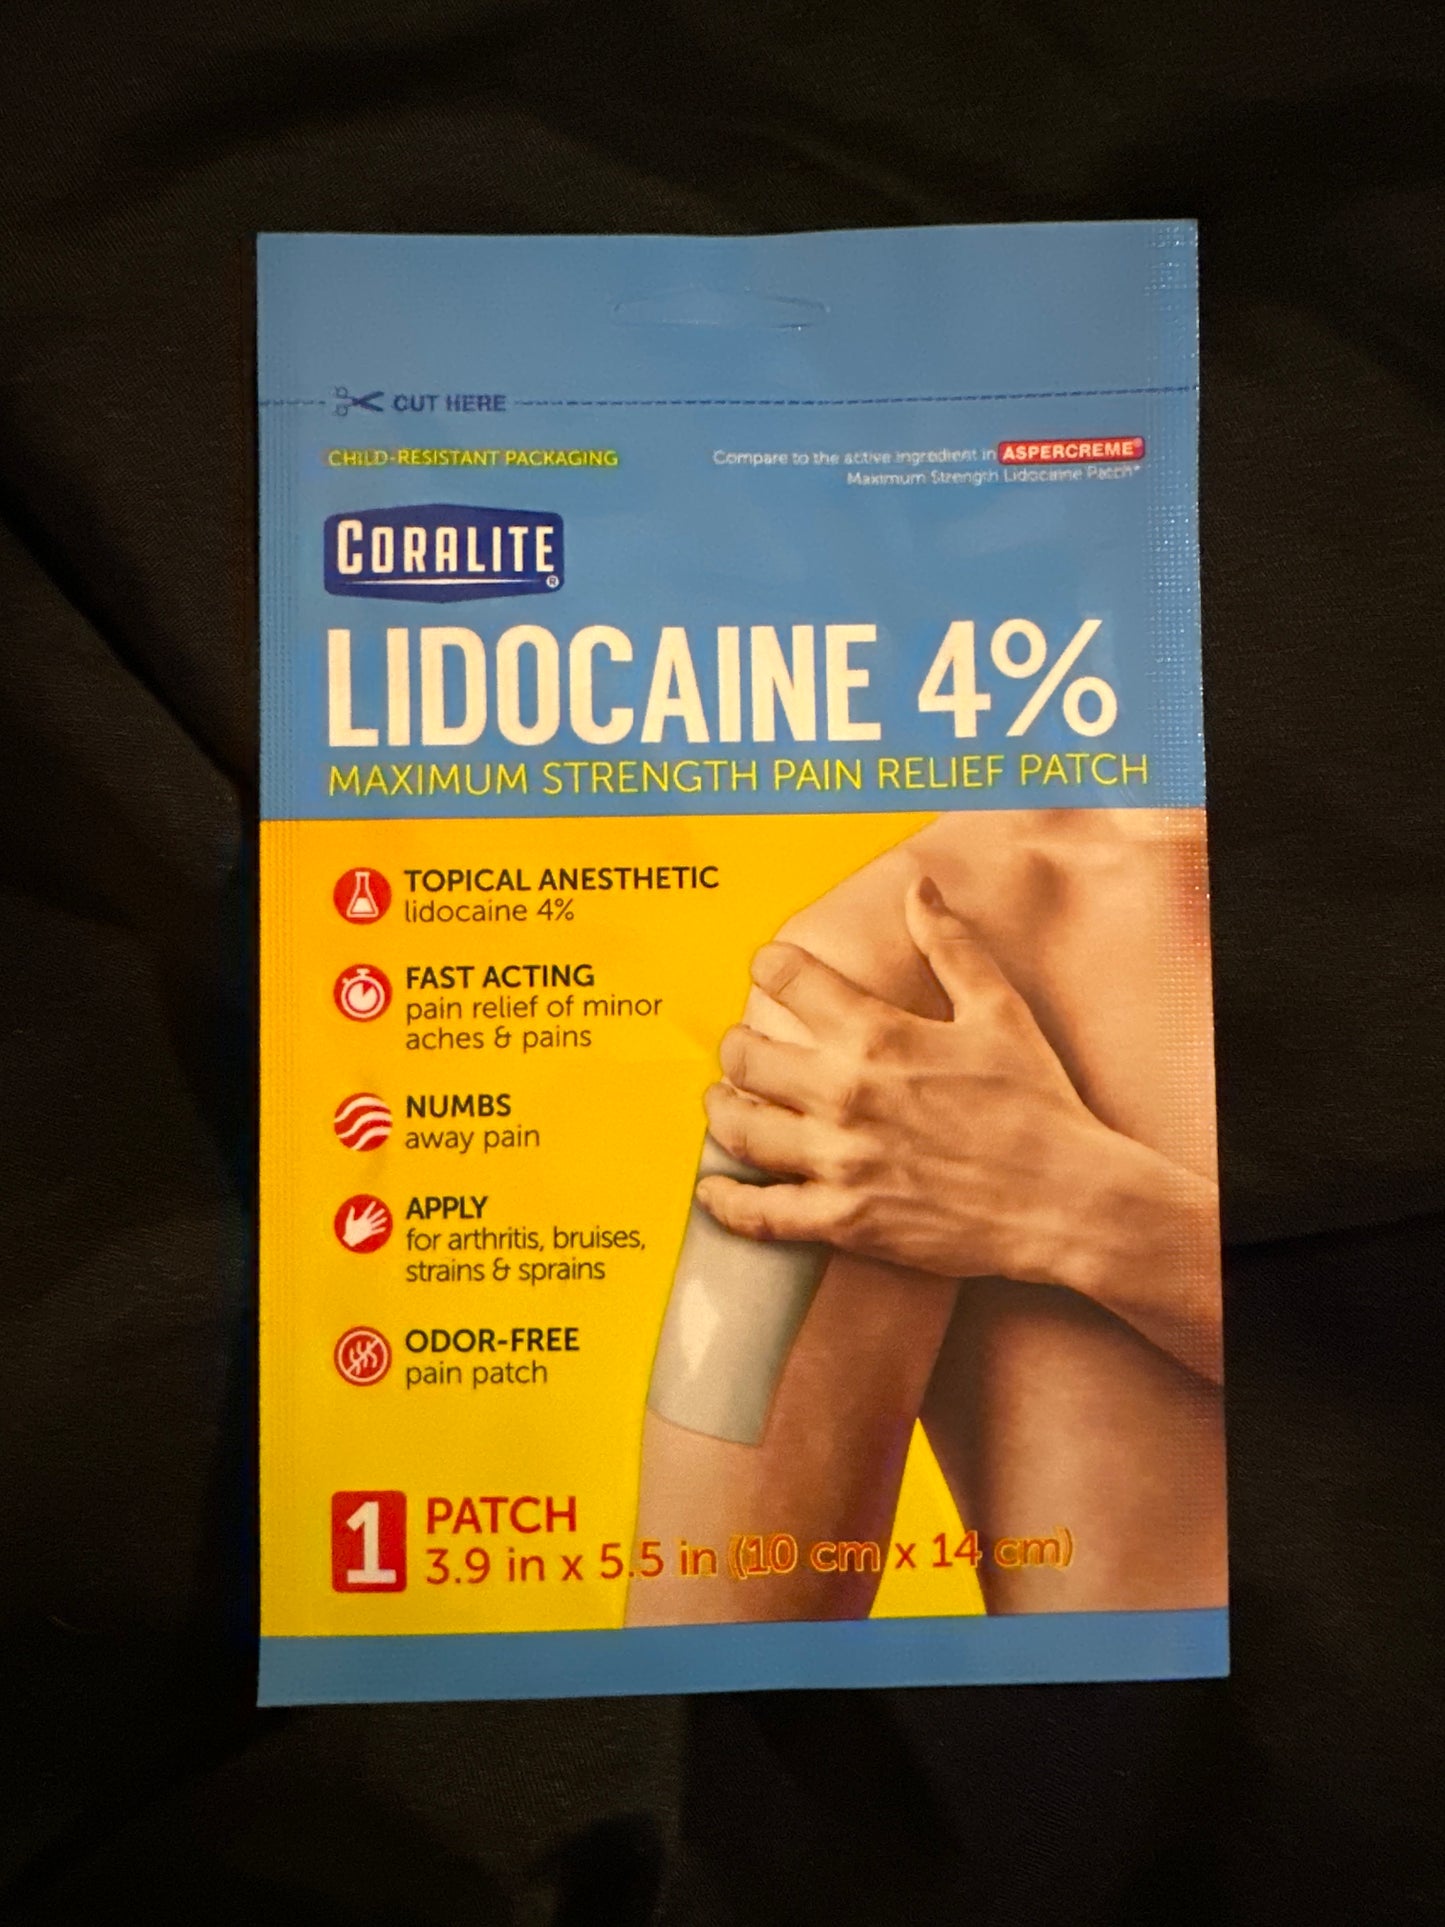 CUT HERE
CHILD-RESISTANT PACKAGING
Compare to the active ingredient in ASPERCREME®
Maximum Strength Lidocaine Patch*
CORALITE®
LIDOCAINE 4%
MAXIMUM STRENGTH PAIN RELIEF PATCH
TOPICAL ANESTHETIC
lidocaine 4%
FAST ACTING
pain relief of minor
aches & pains
NUMBS
away pain
APPLY
for arthritis, bruises,
strains & sprains
ODOR-FREE
pain patch
1 PATCH
3.9 in x 5.5 in (10 cm x 14 cm)